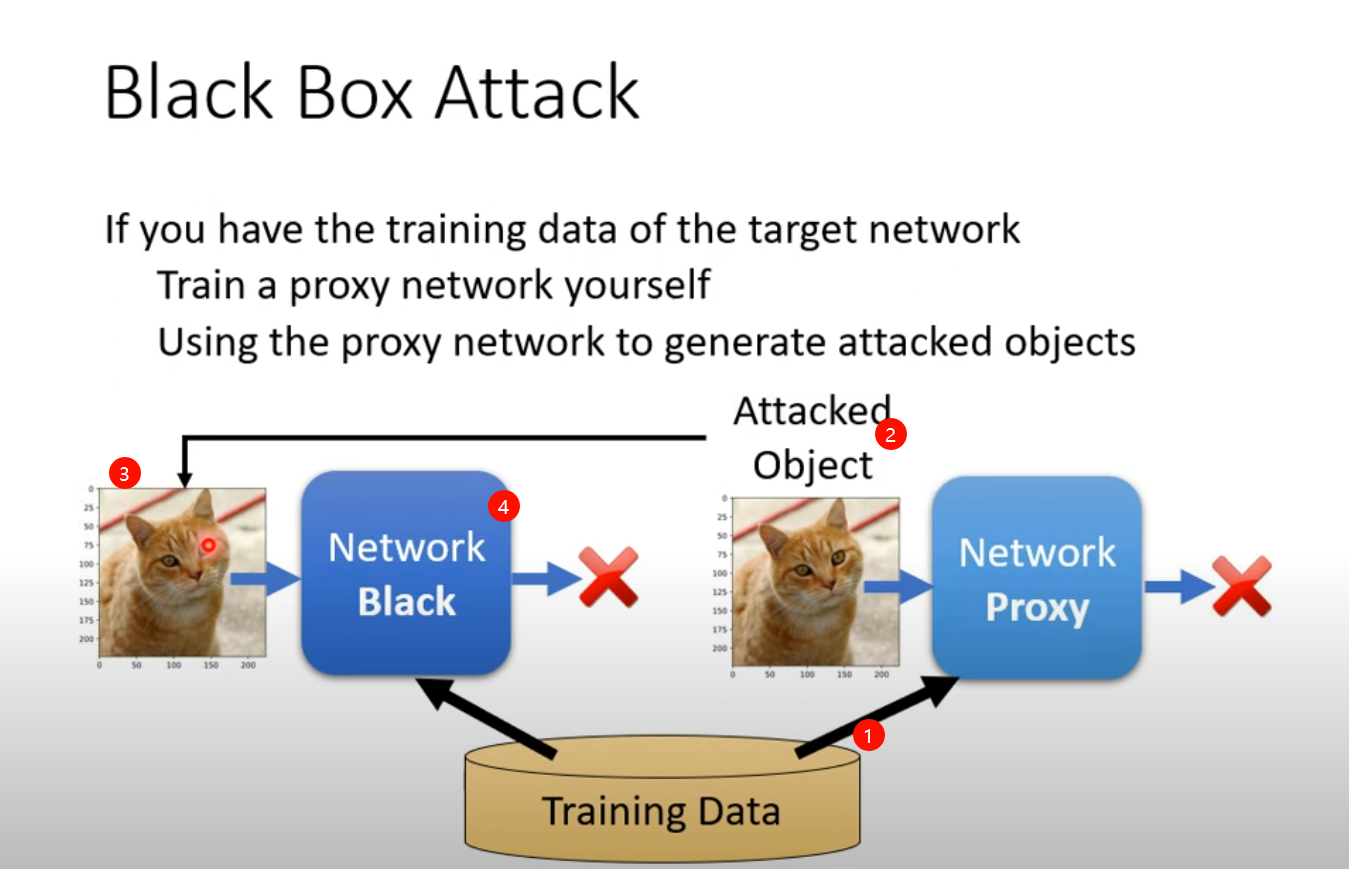 Black Box Attack
If you have the training data of the target network
Train a proxy network yourself
Using the proxy network to generate attacked objects
Attacked
2
Object
3
0
25
50
75
100
125
150
175
200
0 50 100 150 200
Network
Black
4
0
25
50
75
100
125
150
175
200
0 50 100 150 200
Network
Proxy
1
Training Data